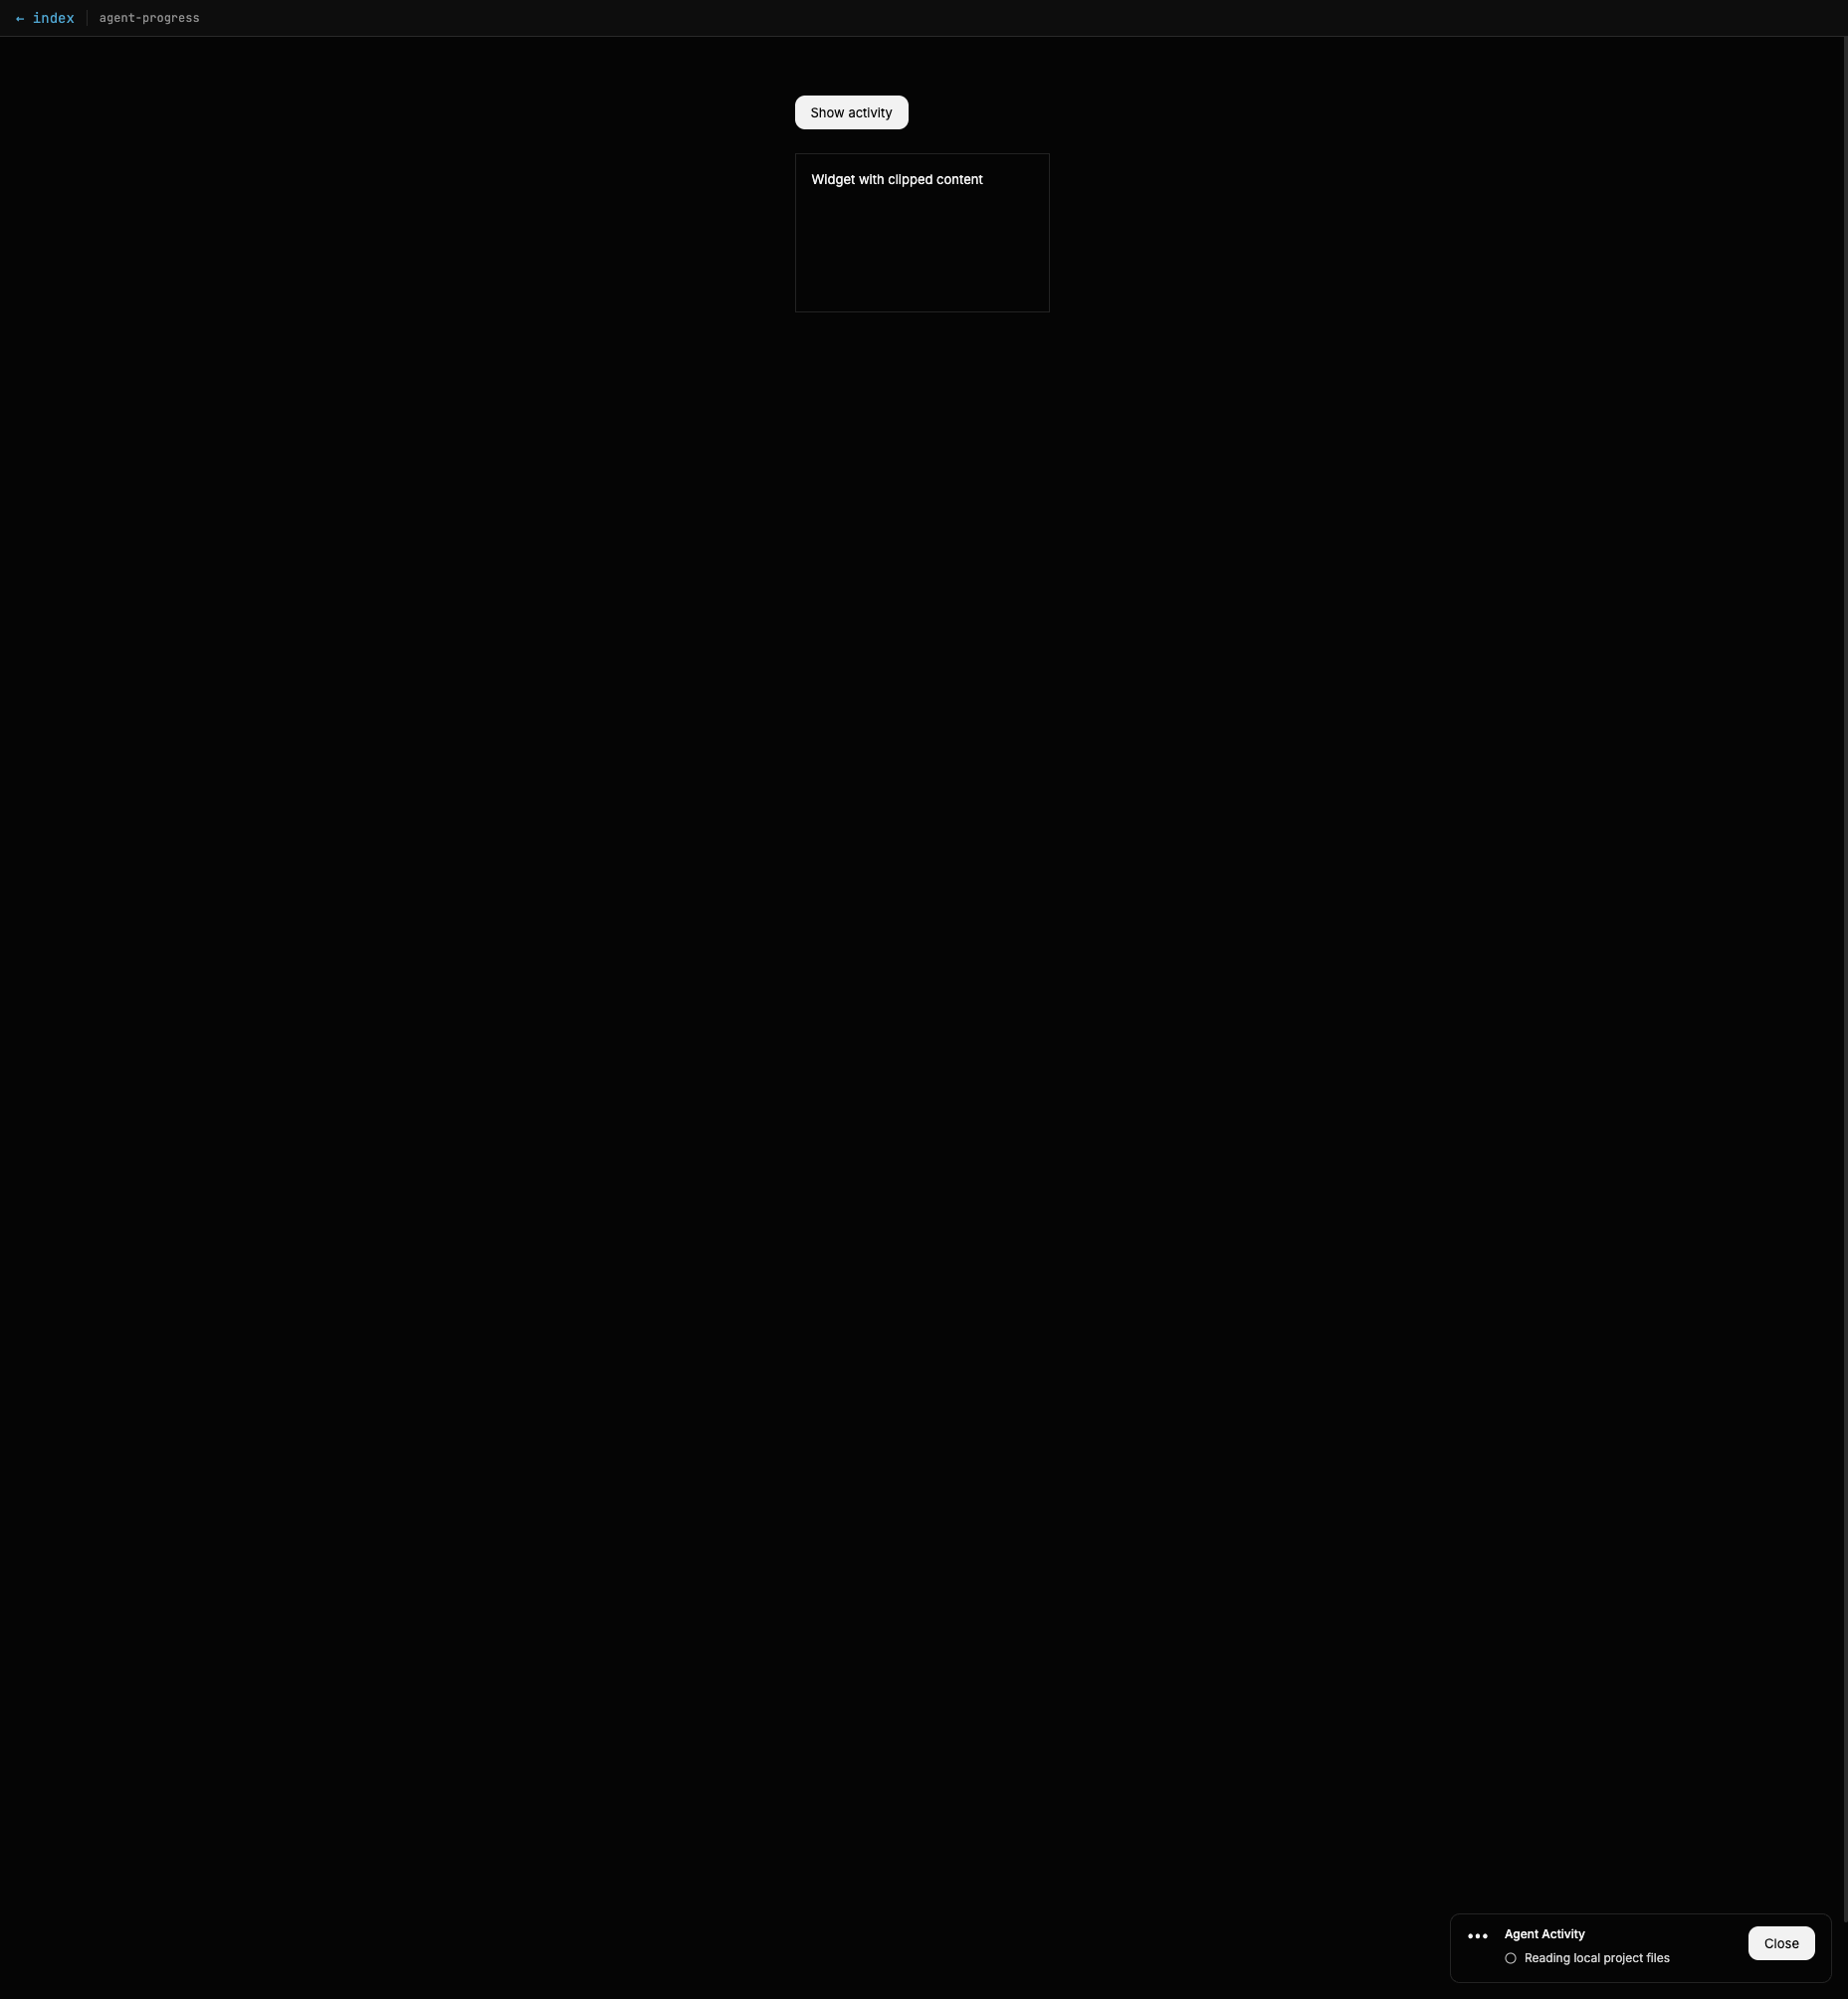 ← index
agent-progress
Show activity
Widget with clipped content
Agent Activity
Reading local project files
Close